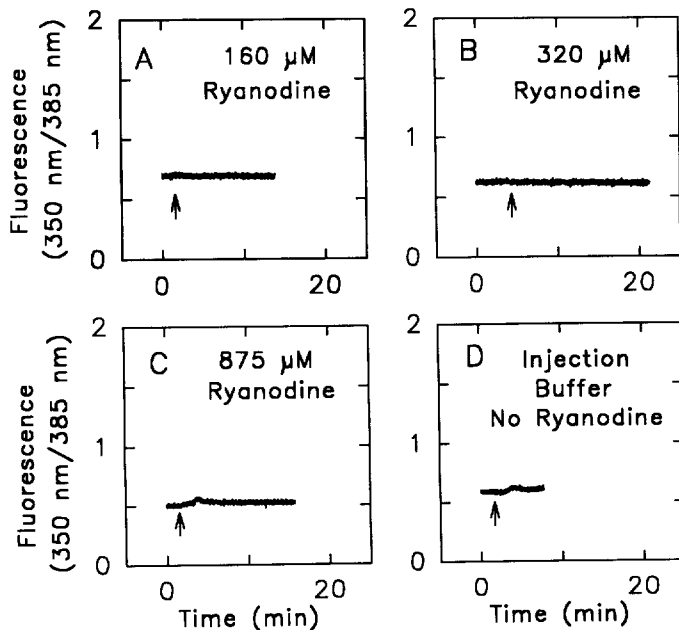 A
160 μM
Ryanodine
B
320 μM
Ryanodine
Fluorescence
(350 nm/385 nm)
2
1
0
0
20
2
1
0
0
20
C
875 μM
Ryanodine
D
Injection
Buffer
No Ryanodine
Fluorescence
(350 nm/385 nm)
2
1
0
0
20
Time (min)
2
1
0
0
20
Time (min)